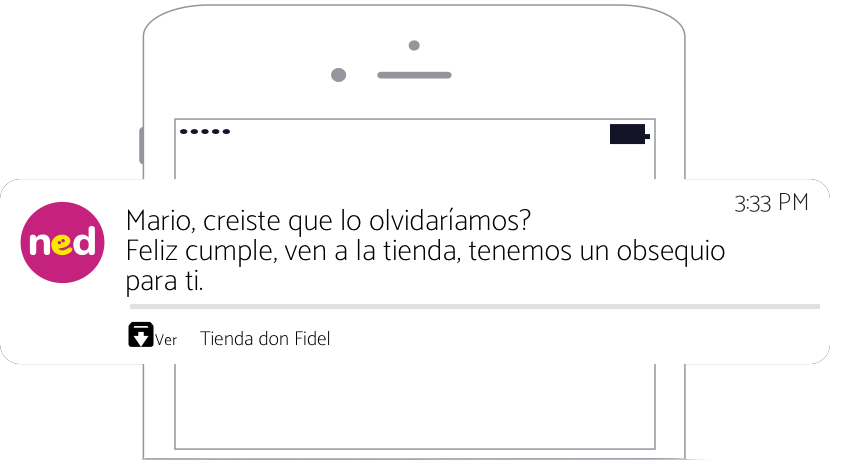 3:33 PM
ned
Mario, creiste que lo olvidaríamos?
Feliz cumple, ven a la tienda, tenemos un obsequio
para ti.
Ver Tienda don Fidel